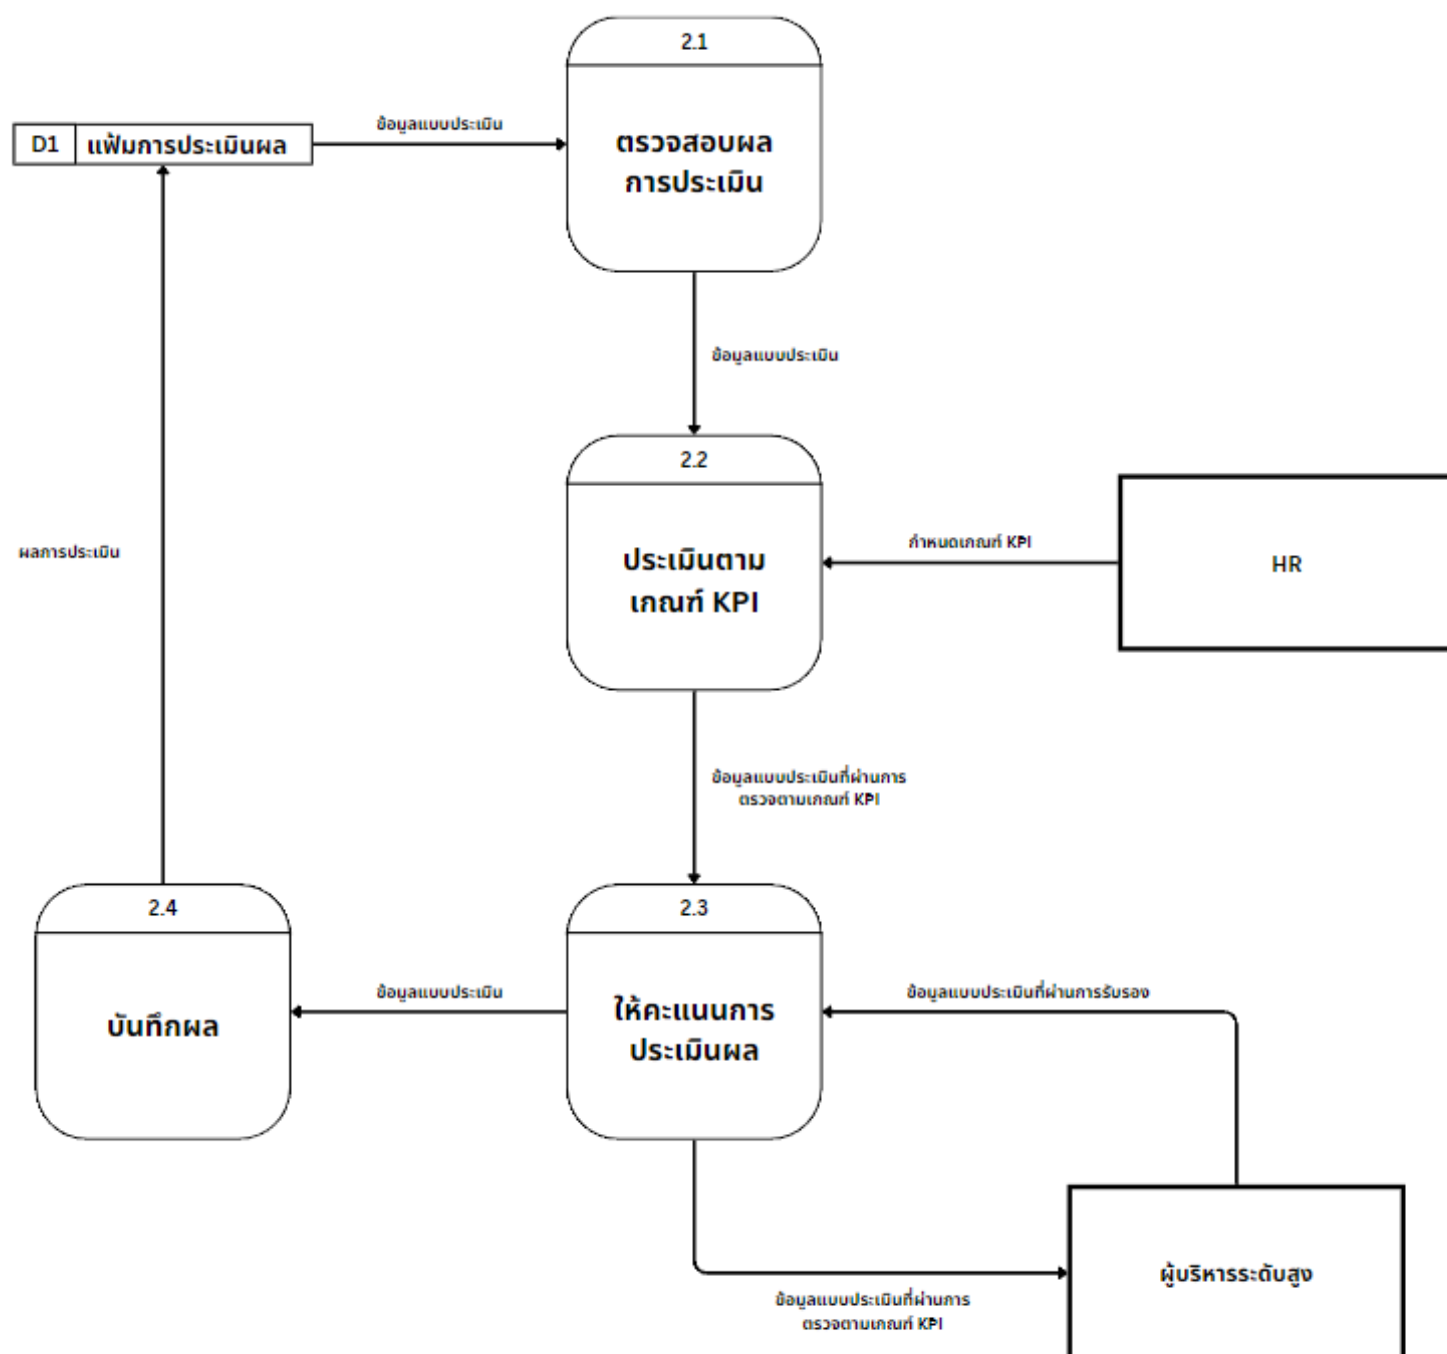 2.1
ตรวจสอบผล
การประเมิน
D1 แฟ้มการประเมินผล
ข้อมูลแบบประเมิน
ข้อมูลแบบประเมิน
2.2
ประเมินตาม
เกณฑ์ KPI
กำหนดเกณฑ์ KPI
HR
ผลการประเมิน
ข้อมูลแบบประเมินที่ผ่านการ
ตรวจตามเกณฑ์ KPI
2.4
บันทึกผล
ข้อมูลแบบประเมิน
2.3
ให้คะแนนการ
ประเมินผล
ข้อมูลแบบประเมินที่ผ่านการรับรอง
ผู้บริหารระดับสูง
ข้อมูลแบบประเมินที่ผ่านการ
ตรวจตามเกณฑ์ KPI